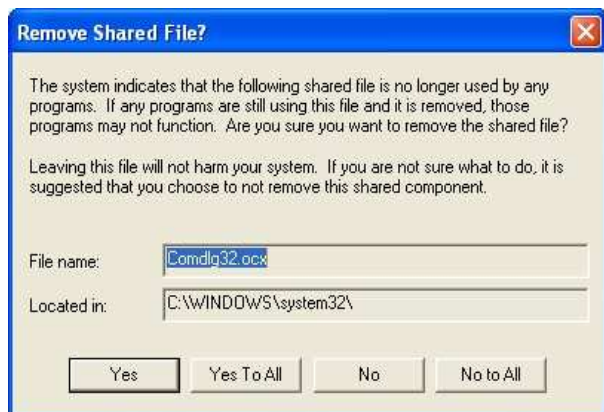 Remove Shared File?
The system indicates that the following shared file is no longer used by any
programs. If any programs are still using this file and it is removed, those
programs may not function. Are you sure you want to remove the shared file?
Leaving this file will not harm your system. If you are not sure what to do, it is
suggested that you choose to not remove this shared component.
File name: Comdlg32.ocx
Located in: C:\WINDOWS\system32\
Yes Yes To All No No to All